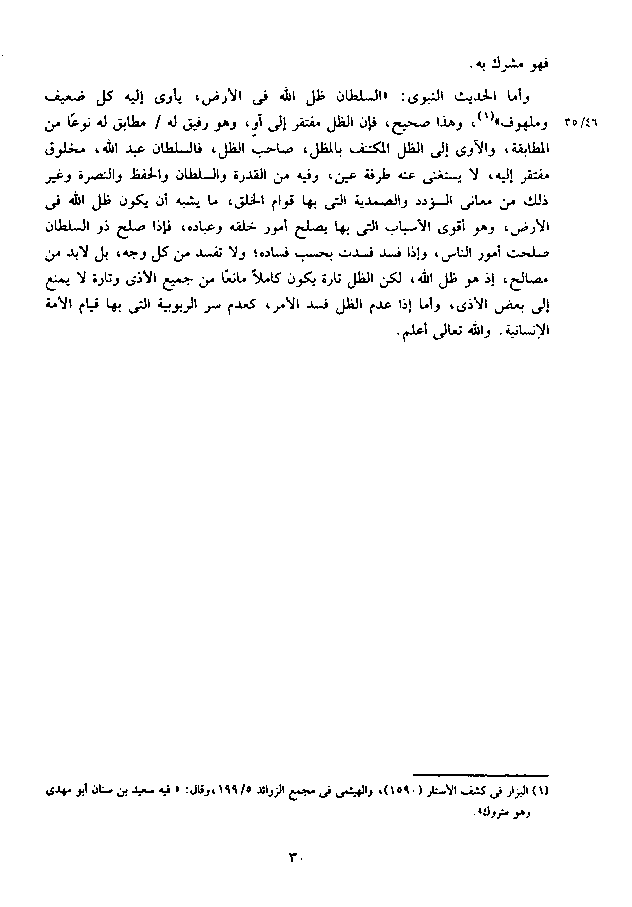 فهو مشرك به.
وأما الحديث النبوى: «السلطان ظل الله فى الأرض، يأوى إليه كل ضعيف
٣٥/٤٦ وملهوف»(١)، وهذا صحيح، فإن الظل مفتقر إلى آوٍ، وهو رفيق له / مطابق له نوعًا من
المطابقة، والآوى إلى الظل المكتنف بالمظل، صاحب الظل، فالسلطان عبد الله، مخلوق
مفتقر إليه، لا يستغنى عنه طرفة عين، وفيه من القدرة والسلطان والحفظ والنصرة وغير
ذلك من معانى السؤدد والصمدية التى بها قوام الخلق، ما يشبه أن يكون ظل الله فى
الأرض، وهو أقوى الأسباب التى بها يصلح أمور خلقه وعباده، فإذا صلح ذو السلطان
صلحت أمور الناس، وإذا فسد فسدت بحسب فساده؛ ولا تفسد من كل وجه، بل لابد من
مصالح، إذ هو ظل الله، لكن الظل تارة يكون كاملاً مانعًا من جميع الأذى وتارة لا يمنع
إلى بعض الأذى، وأما إذا عدم الظل فسد الأمر، كعدم سر الربوبية التى بها قيام الأمة
الإنسانية. والله تعالى أعلم.
(١) البزار فى كشف الأستار (١٥٩٠)، والهيثمى فى مجمع الزوائد ١٩٩/٥،وقال: « فيه سعيد بن سنان أبو مهدى
وهو متروك».
٣٠